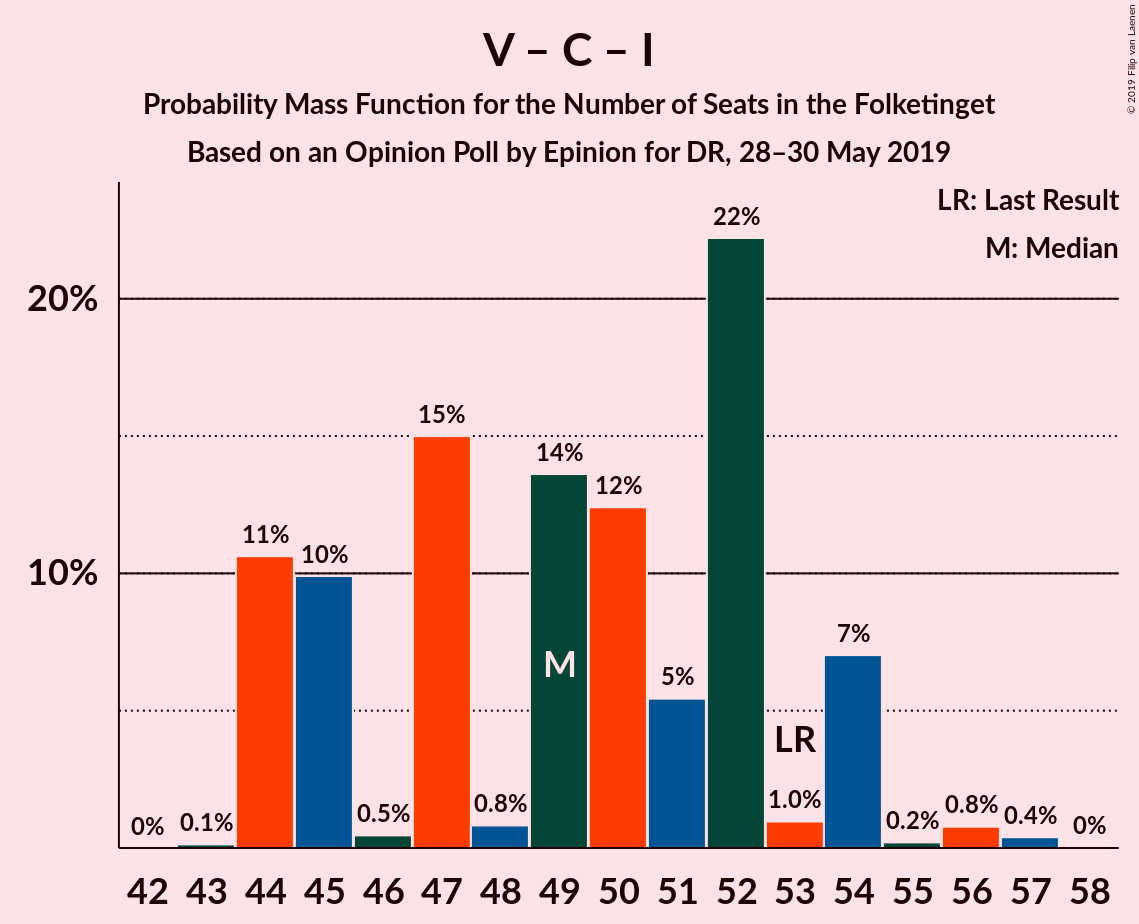 V – C – I
Probability Mass Function for the Number of Seats in the Folketinget
Based on an Opinion Poll by Epinion for DR, 28–30 May 2019
© 2019 Filip van Laenen
LR: Last Result
M: Median
20%
10%
0%
0.1%
11%
10%
0.5%
15%
0.8%
14%
12%
5%
22%
1.0%
7%
0.2%
0.8%
0.4%
0%
M
LR
42 43 44 45 46 47 48 49 50 51 52 53 54 55 56 57 58